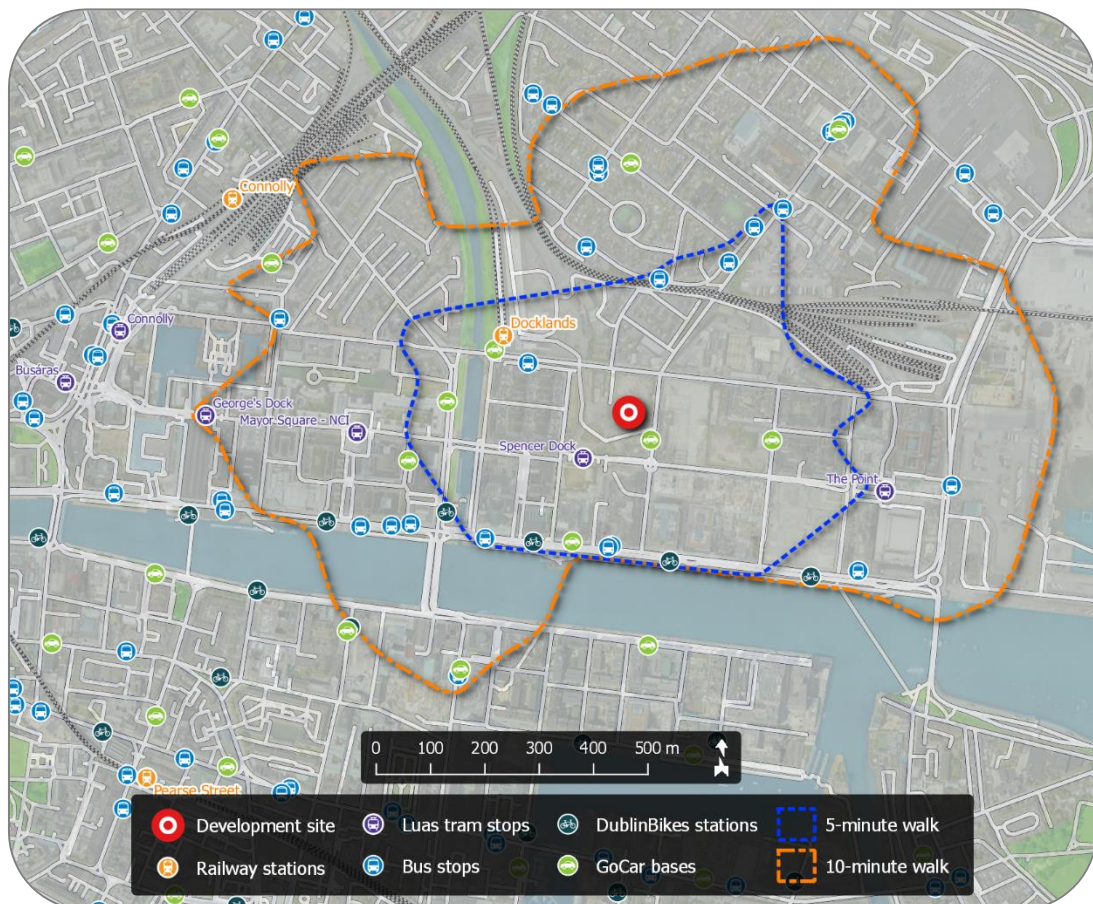 Connolly
Connolly
Docklands
Busáras
George's Dock
Mayor Square - NCI
Spencer Dock
The Point
0 100 200 300 400 500 m
Pearse Street
Development site
Luas tram stops
DublinBikes stations
5-minute walk
Railway stations
Bus stops
GoCar bases
10-minute walk